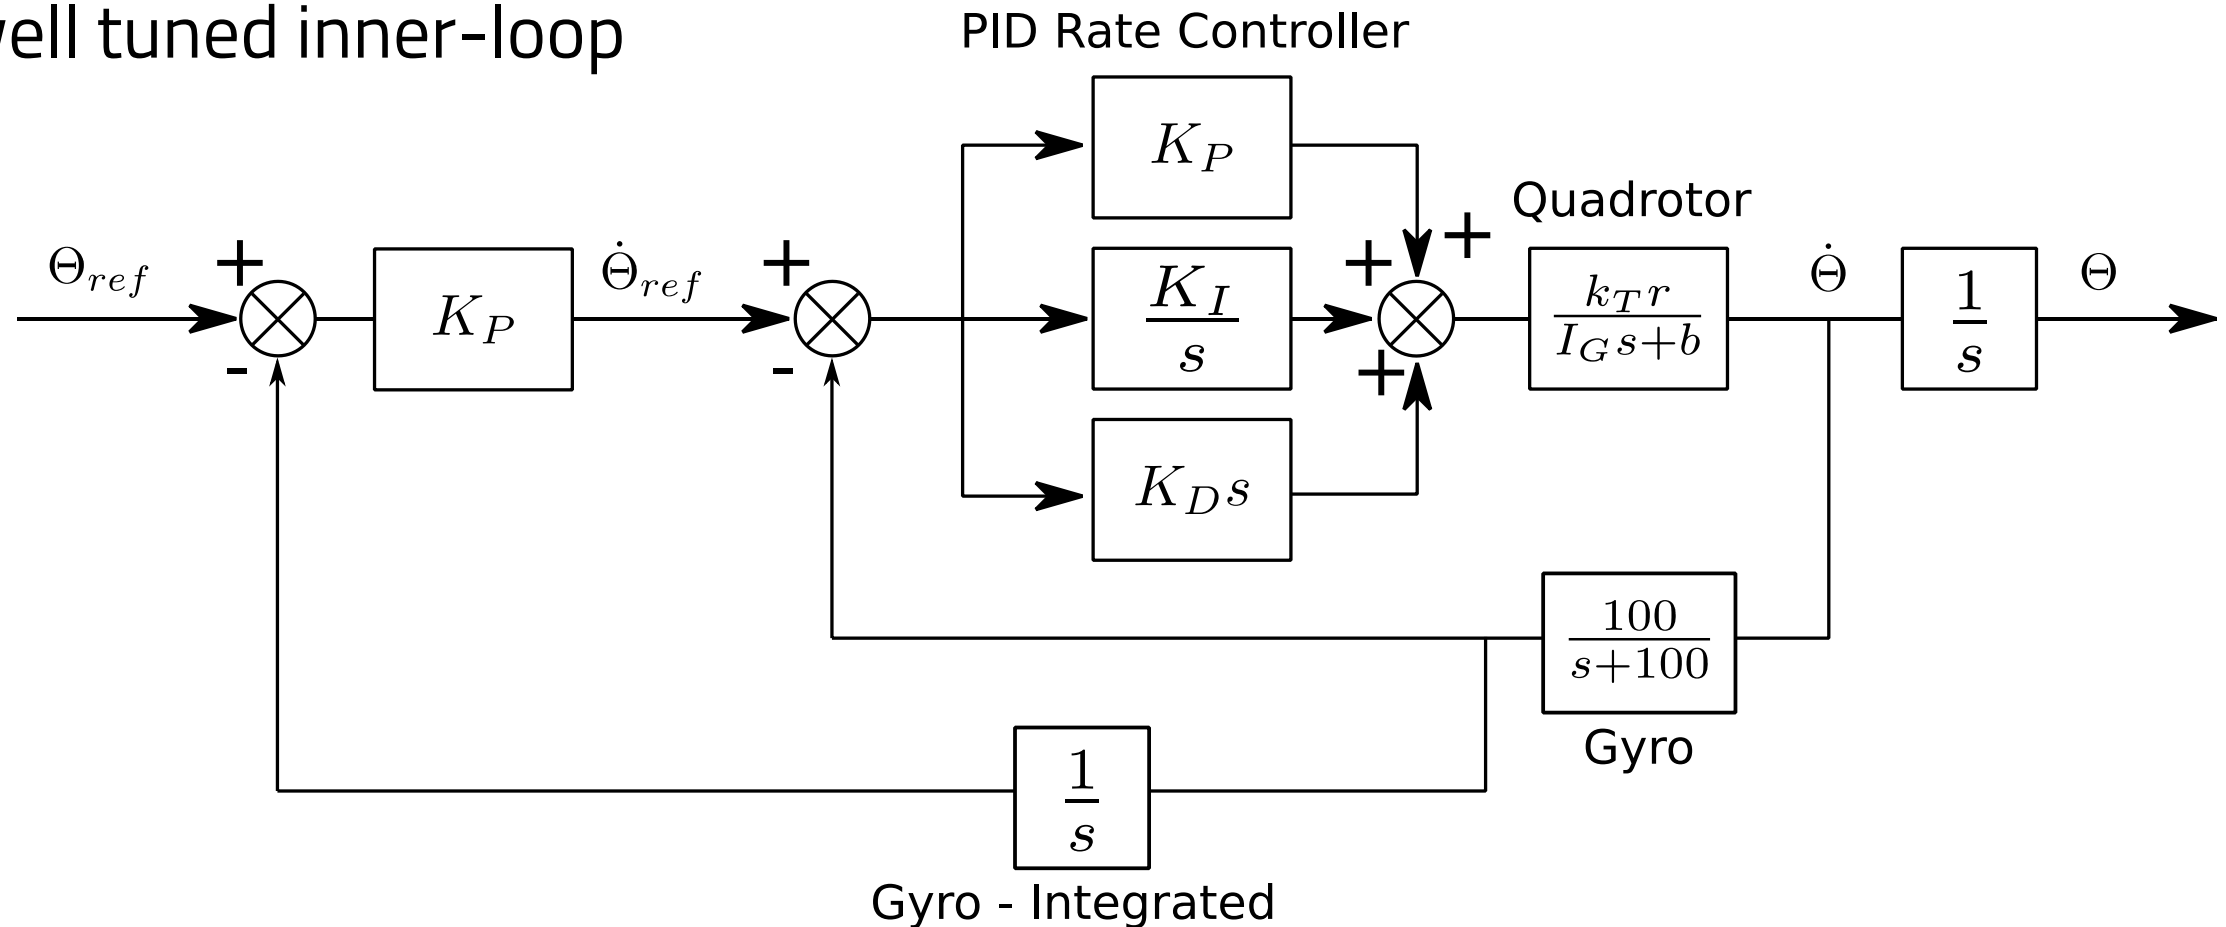 well tuned inner-loop
PID Rate Controller
K_P
Quadrotor
Θ_ref
+
K_P
Θ̇_ref
+
K_I
s
+
+
k_T r
I_G s+b
Θ̇
1
s
Θ
-
-
+
K_D s
100
s+100
Gyro
1
s
Gyro - Integrated